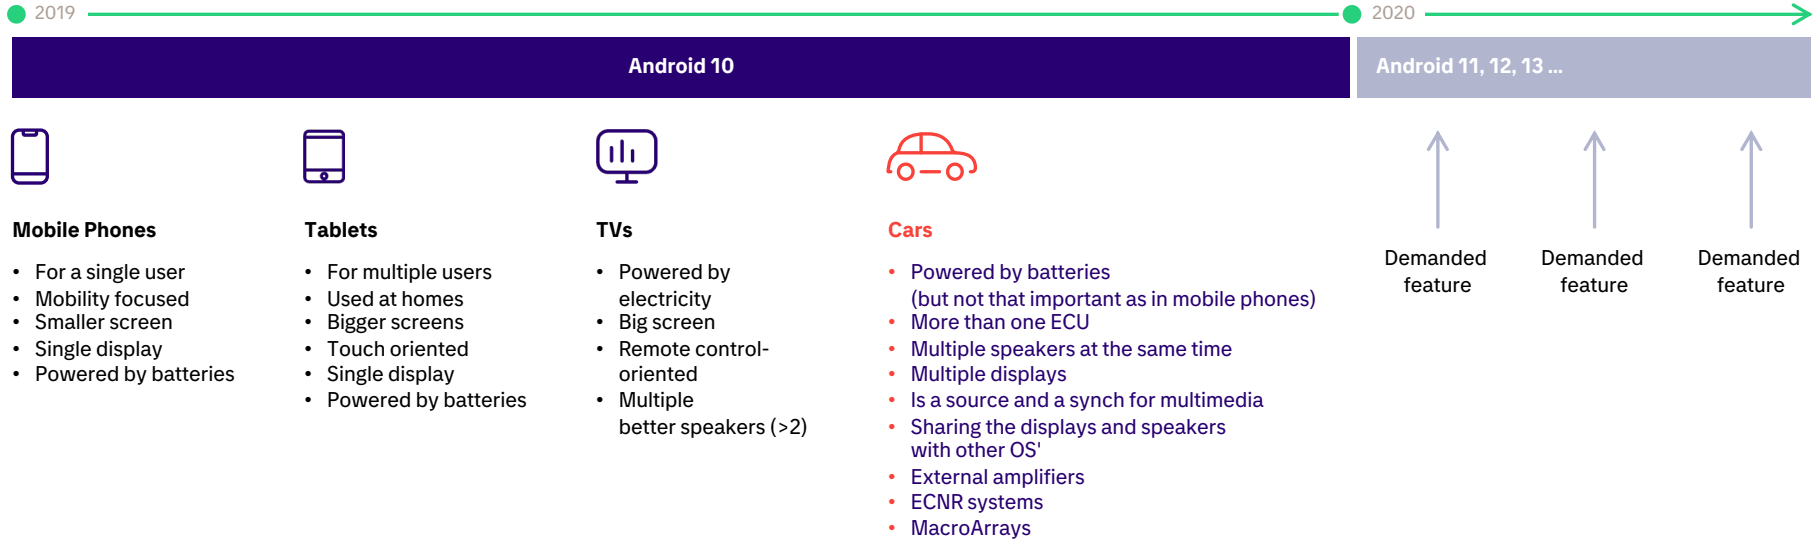 2019
2020
Android 10
Android 11, 12, 13 ...
Mobile Phones
• For a single user
• Mobility focused
• Smaller screen
• Single display
• Powered by batteries
Tablets
• For multiple users
• Used at homes
• Bigger screens
• Touch oriented
• Single display
• Powered by batteries
TVs
• Powered by
electricity
• Big screen
• Remote control-
oriented
• Multiple
better speakers (>2)
Cars
• Powered by batteries
(but not that important as in mobile phones)
• More than one ECU
• Multiple speakers at the same time
• Multiple displays
• Is a source and a synch for multimedia
• Sharing the displays and speakers
with other OS'
• External amplifiers
• ECNR systems
• MacroArrays
Demanded
feature
Demanded
feature
Demanded
feature